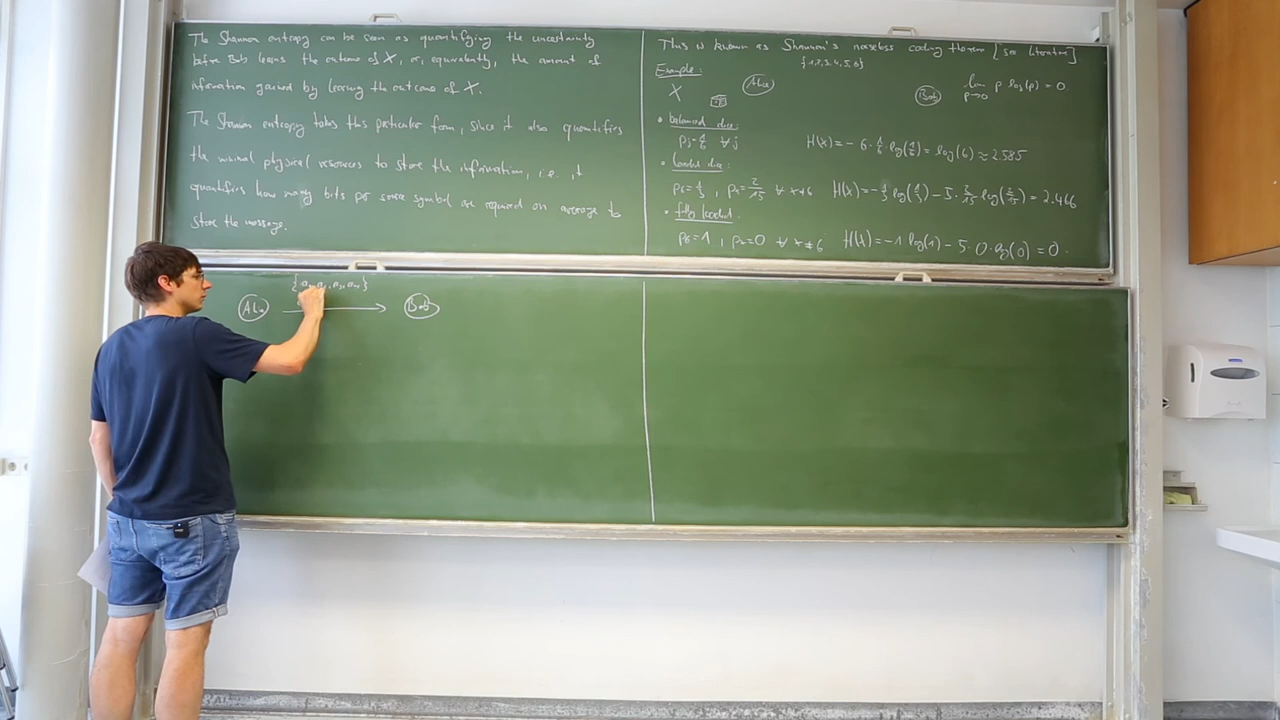 The Shannon entropy can be seen as quantifying the uncertainty
before Bob learns the outcome of X, or, equivalently, the amount of
information gained by learning the outcome of X.
The Shannon entropy takes this particular form, since it also quantifies
the minimal physical resources to store the information, i.e. it
quantifies how many bits per source symbol are required on average to
store the message.
This is known as Shannon's noiseless coding theorem [see literature].
{1,2,3,4,5,6}
Example:
Alice
Bob
lim p log(p) = 0.
p→0
X
• balanced dice:
pj = 1/6 ∀ j
H(X) = - 6 · 1/6 · log(1/6) = log(6) ≈ 2.585
• loaded dice:
p6 = 1/3 , px = 2/15 ∀ x ≠ 6 H(X) = - 1/3 log(1/3) - 5 · 2/15 · log(2/15) = 2.466
• fully loaded.
p6 = 1 , px = 0 ∀ x ≠ 6 H(X) = - 1 log(1) - 5 · 0 · log(0) = 0.
Alice
Bob